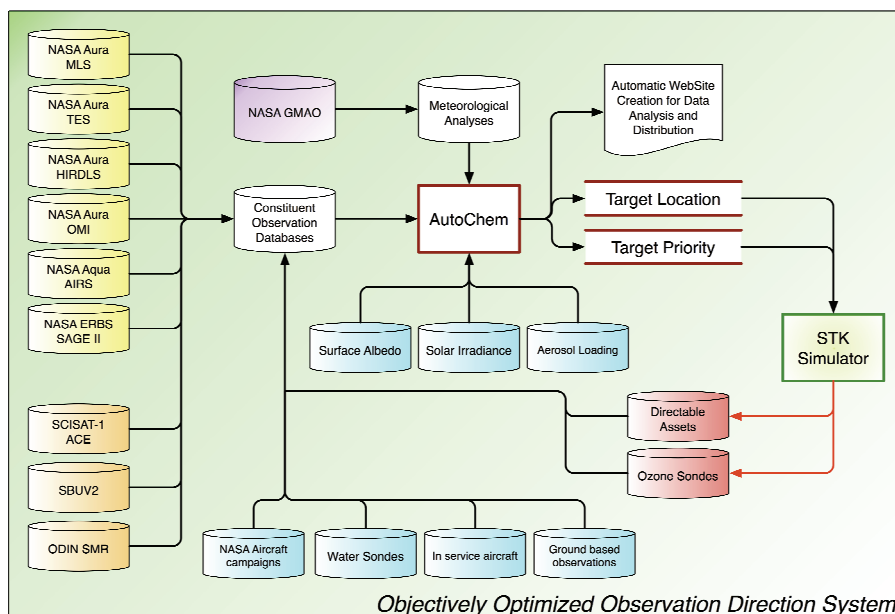 NASA Aura
MLS
NASA Aura
TES
NASA Aura
HIRDLS
NASA Aura
OMI
NASA Aqua
AIRS
NASA ERBS
SAGE II
SCISAT-1
ACE
SBUV2
ODIN SMR
NASA GMAO
Meteorological
Analyses
Automatic WebSite
Creation for Data
Analysis and
Distribution
Constituent
Observation
Databases
AutoChem
Target Location
Target Priority
Surface Albedo
Solar Irradiance
Aerosol Loading
STK
Simulator
Directable
Assets
Ozone Sondes
NASA Aircraft
campaigns
Water Sondes
In service aircraft
Ground based
observations
Objectively Optimized Observation Direction System